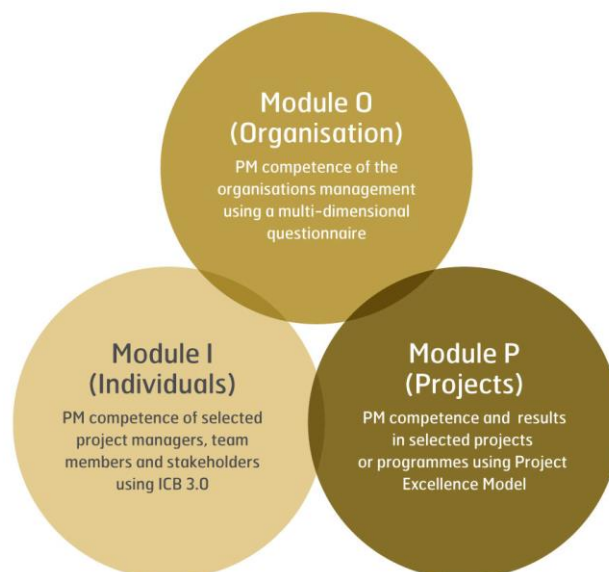 Module O
(Organisation)
PM competence of the
organisations management
using a multi-dimensional
questionnaire
Module I
(Individuals)
PM competence of selected
project managers, team
members and stakeholders
using ICB 3.0
Module P
(Projects)
PM competence and results
in selected projects
or programmes using Project
Excellence Model